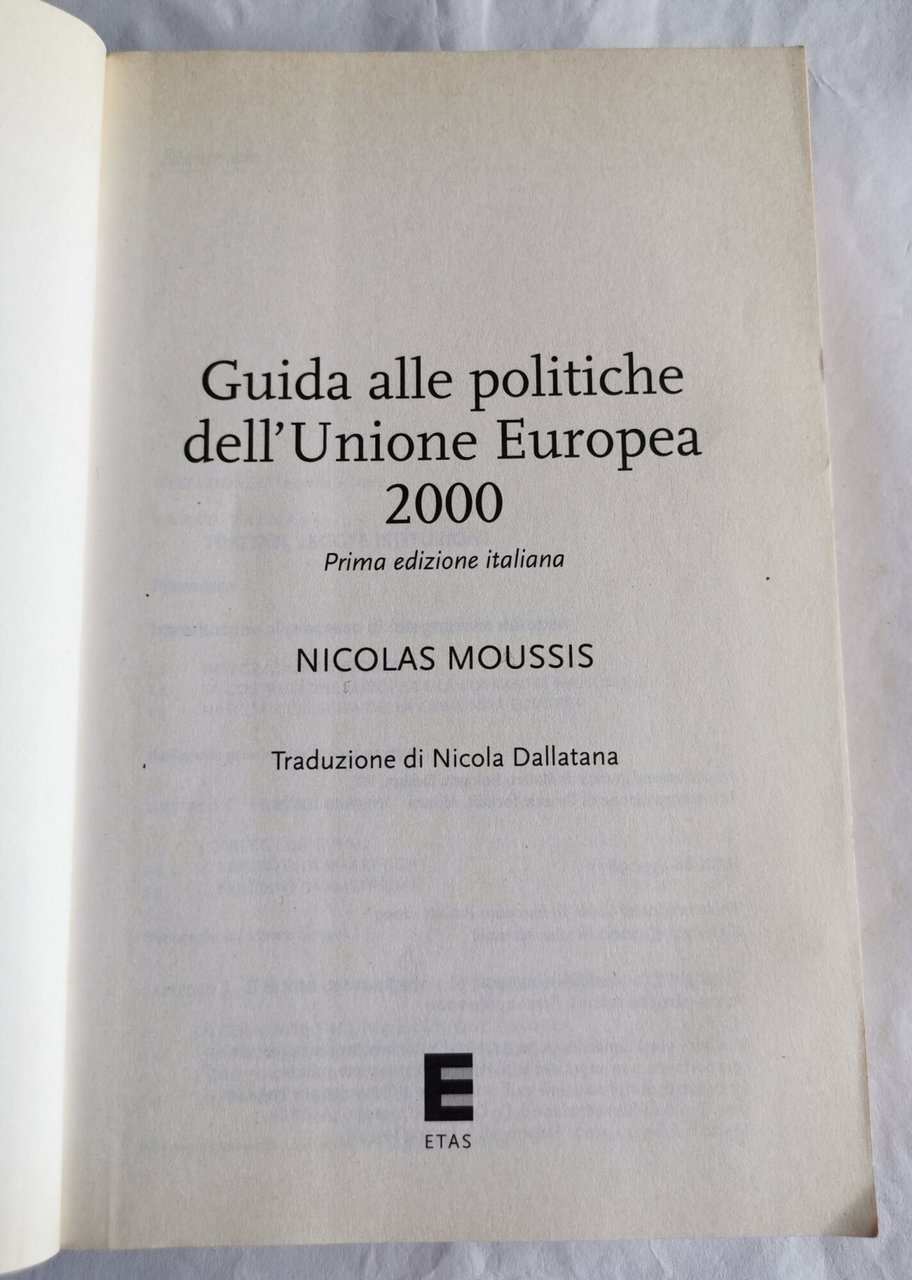 Guida alle politiche
dell'Unione Europea
2000
Prima edizione italiana
NICOLAS MOUSSIS
Traduzione di Nicola Dallatana
E
ETAS